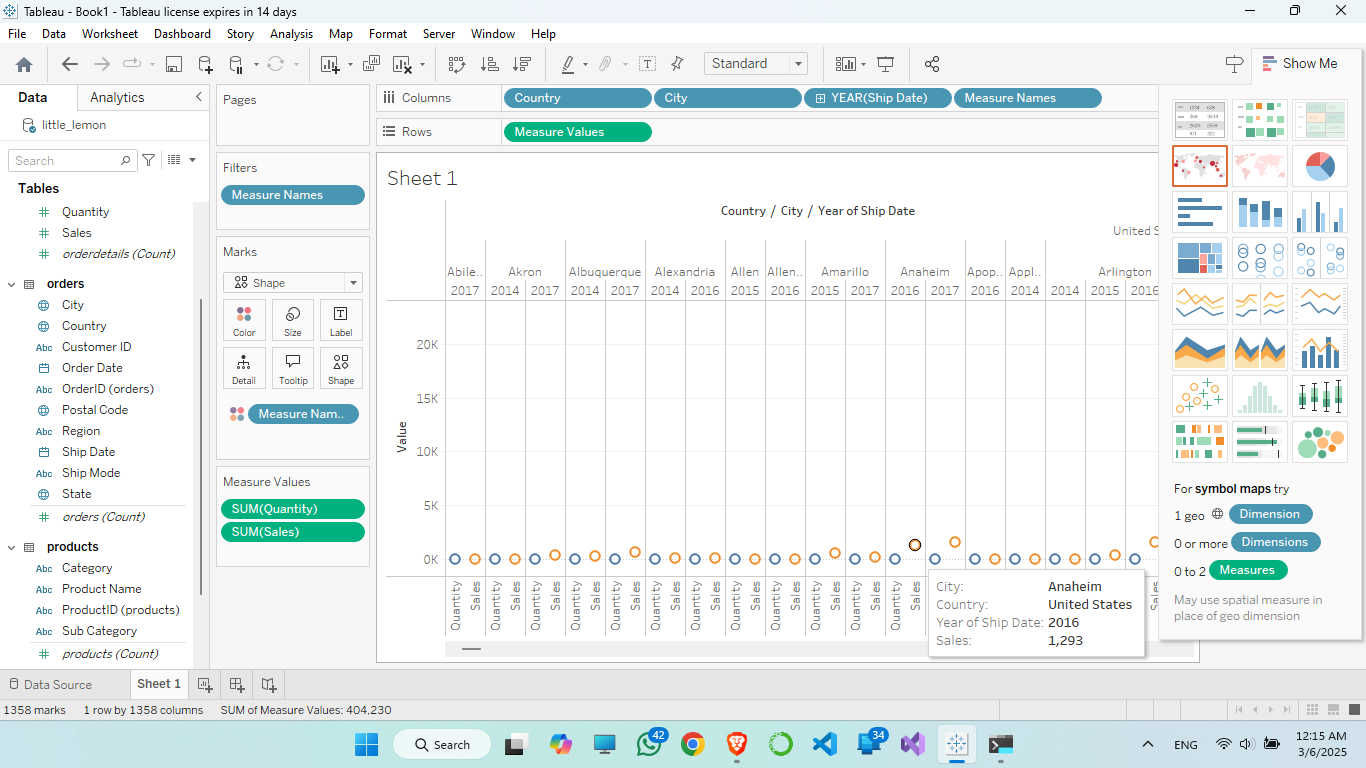 Tableau - Book1 - Tableau license expires in 14 days
File Data Worksheet Dashboard Story Analysis Map Format Server Window Help
Standard
Show Me
Data Analytics
little_lemon
Search
Tables
Quantity
Sales
orderdetails (Count)
orders
City
Country
Abc Customer ID
Order Date
Abc OrderID (orders)
Postal Code
Abc Region
Ship Date
Abc Ship Mode
State
orders (Count)
products
Abc Category
Abc Product Name
Abc ProductID (products)
Abc Sub Category
products (Count)
Pages
Filters
Measure Names
Marks
Shape
Color Size Label
Detail Tooltip Shape
Measure Nam..
Measure Values
SUM(Quantity)
SUM(Sales)
Columns Country City YEAR(Ship Date) Measure Names
Rows Measure Values
Sheet 1
Country / City / Year of Ship Date
United S
Abile.. Akron Albuquerque Alexandria Allen Allen.. Amarillo Anaheim Apop.. Appl.. Arlington
2017 2014 2017 2014 2017 2014 2016 2015 2016 2015 2017 2016 2017 2016 2014 2014 2015 2016
Value
20K
15K
10K
5K
0K
Quantity Sales Quantity Sales Quantity Sales Quantity Sales Quantity Sales Quantity Sales Quantity Sales Quantity Sales Quantity Sales Quantity Sales Quantity Sales Quantity Sales
City: Anaheim
Country: United States
Year of Ship Date: 2016
Sales: 1,293
For symbol maps try
1 geo Dimension
0 or more Dimensions
0 to 2 Measures
May use spatial measure in
place of geo dimension
Data Source Sheet 1
1358 marks 1 row by 1358 columns SUM of Measure Values: 404,230
Search
42
34
ENG
12:15 AM
3/6/2025